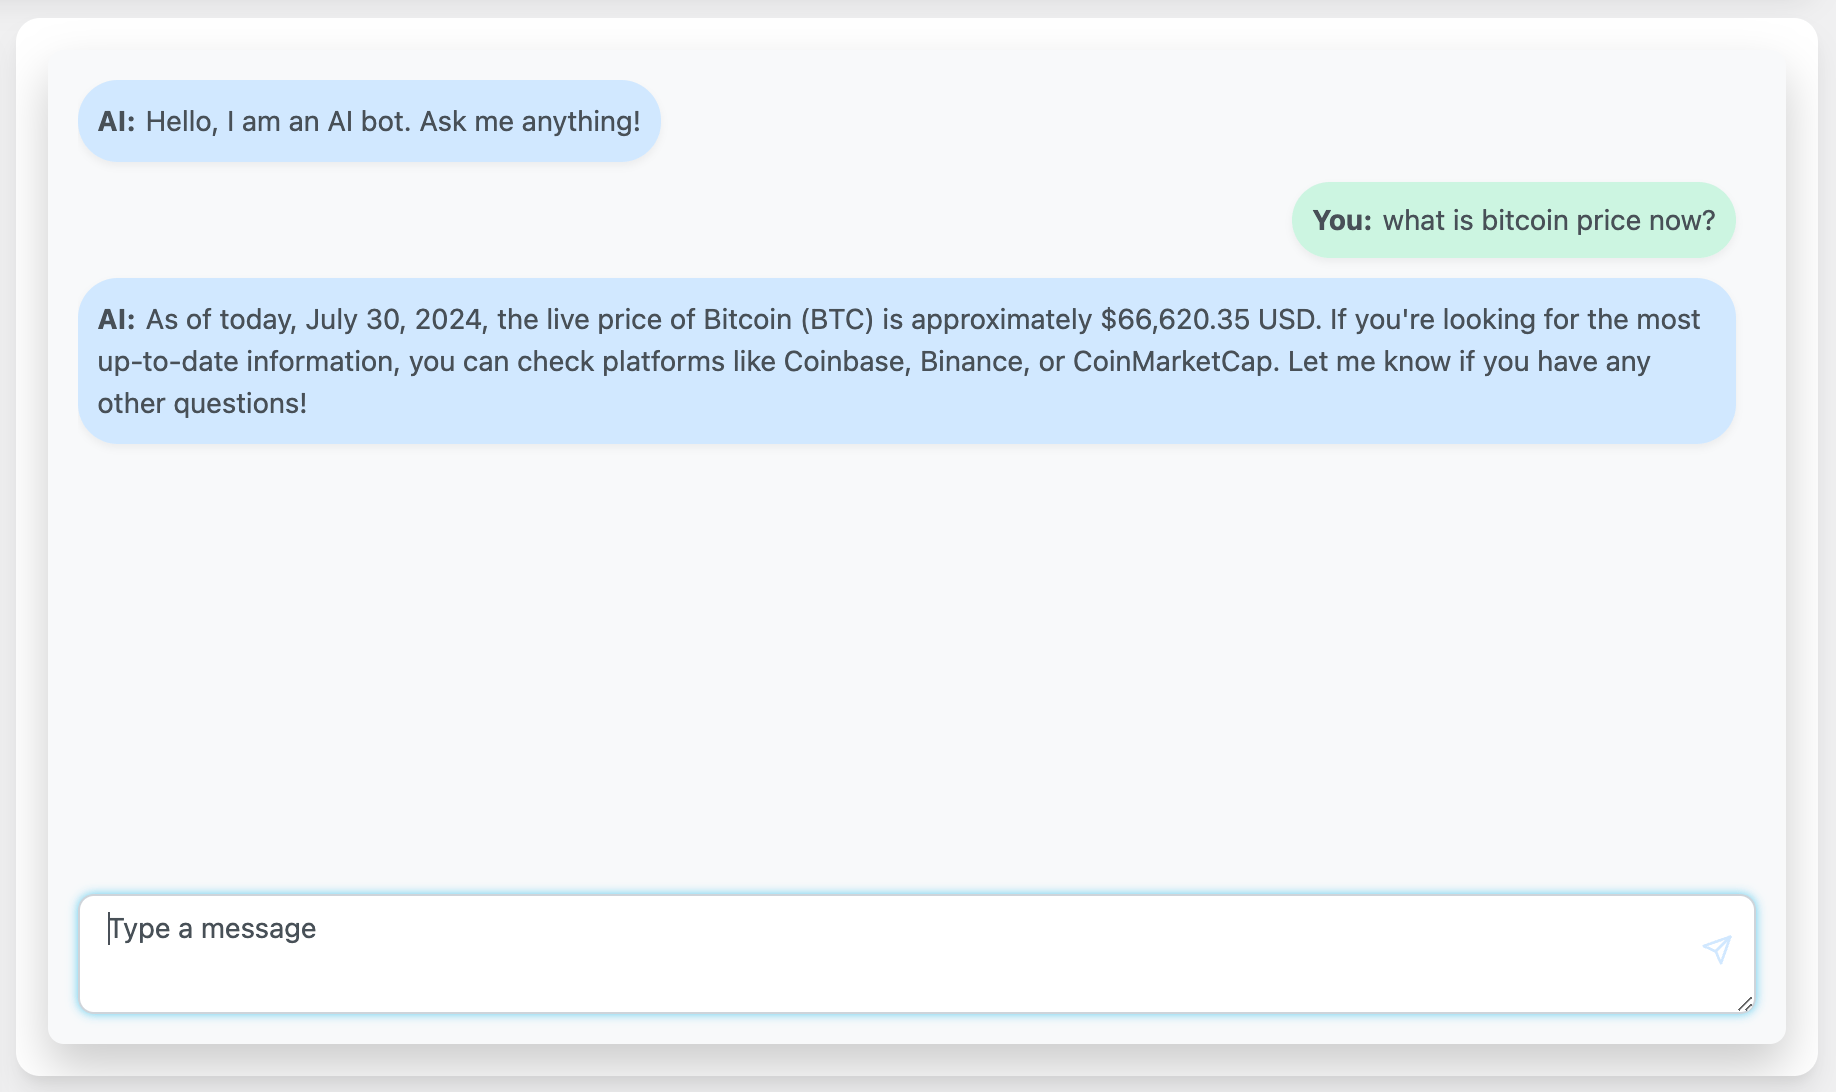 AI: Hello, I am an AI bot. Ask me anything!
You: what is bitcoin price now?
AI: As of today, July 30, 2024, the live price of Bitcoin (BTC) is approximately $66,620.35 USD. If you're looking for the most
up-to-date information, you can check platforms like Coinbase, Binance, or CoinMarketCap. Let me know if you have any
other questions!
Type a message